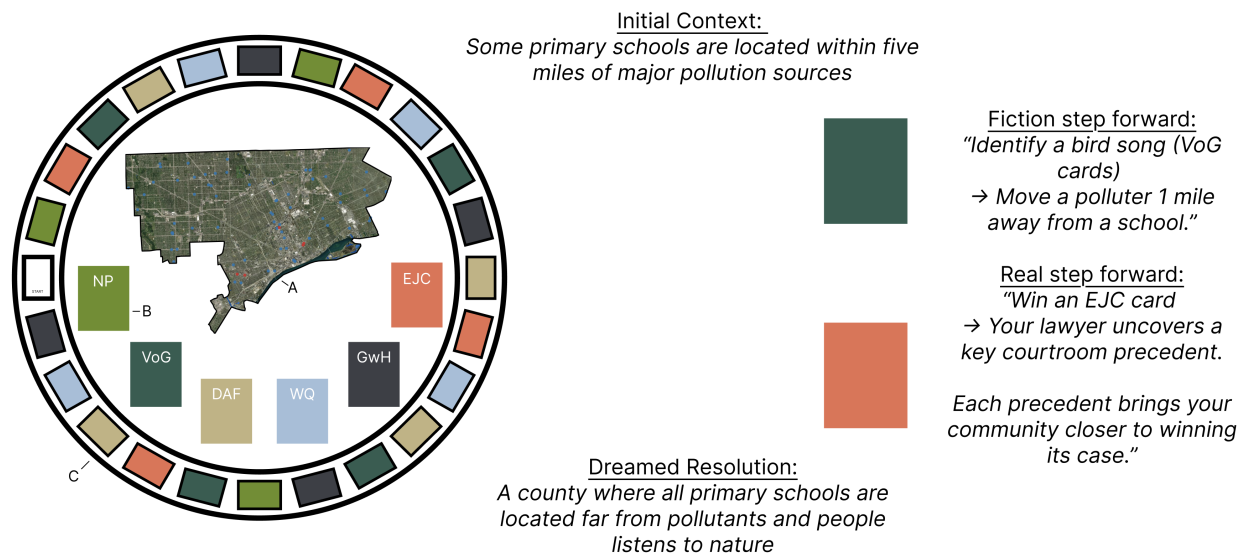 Initial Context:
Some primary schools are located within five
miles of major pollution sources
Fiction step forward:
“Identify a bird song (VoG
cards)
→ Move a polluter 1 mile
away from a school.”
Real step forward:
“Win an EJC card
→ Your lawyer uncovers a
key courtroom precedent.
Each precedent brings your
community closer to winning
its case.”
Dreamed Resolution:
A county where all primary schools are
located far from pollutants and people
listens to nature
START
NP
EJC
A
B
VoG
GwH
DAF
WQ
C